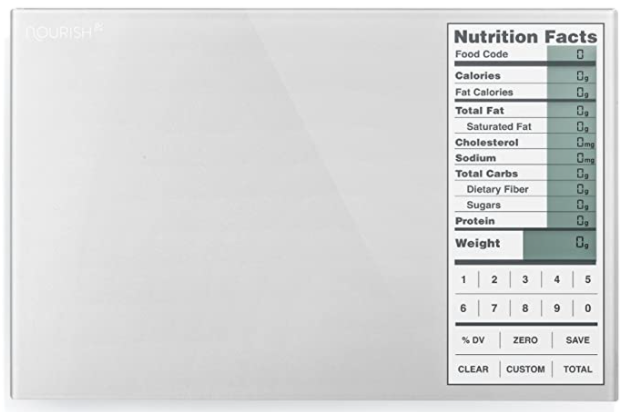 nourish
Nutrition Facts
Food Code 0
Calories 0g
Fat Calories 0g
Total Fat 0g
Saturated Fat 0g
Cholesterol 0mg
Sodium 0mg
Total Carbs 0g
Dietary Fiber 0g
Sugars 0g
Protein 0g
Weight 0g
1 2 3 4 5
6 7 8 9 0
% DV ZERO SAVE
CLEAR CUSTOM TOTAL